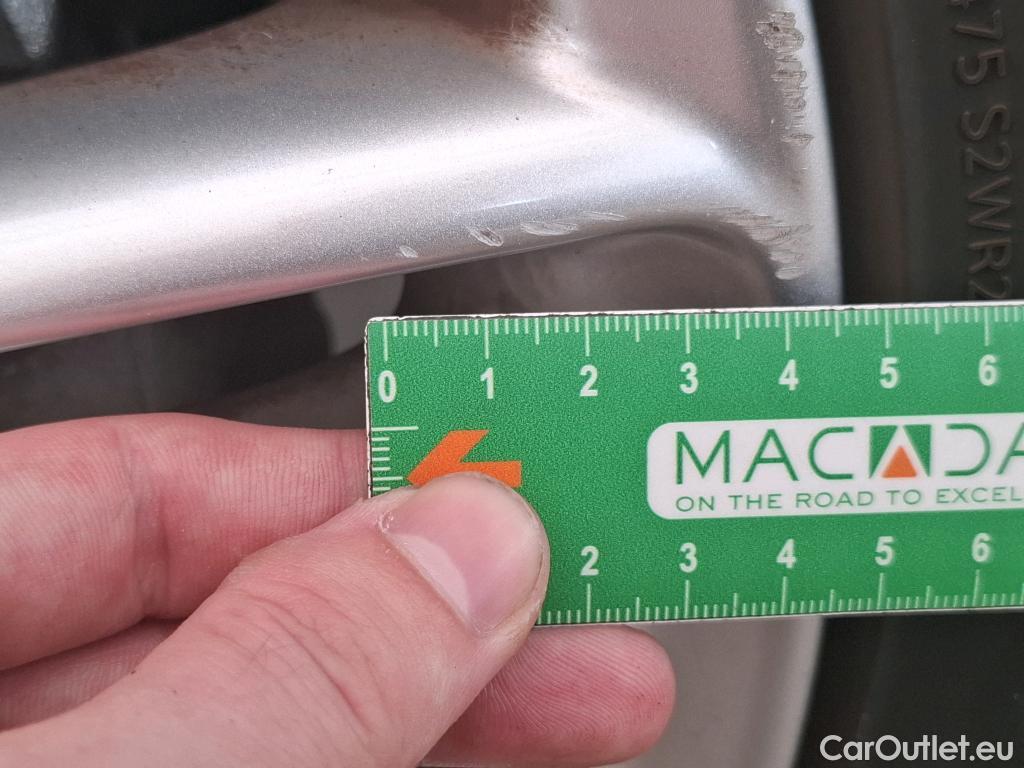 475 S2WR2
0 1 2 3 4 5 6
MACADA
ON THE ROAD TO EXCEL
2 3 4 5 6
CarOutlet.eu